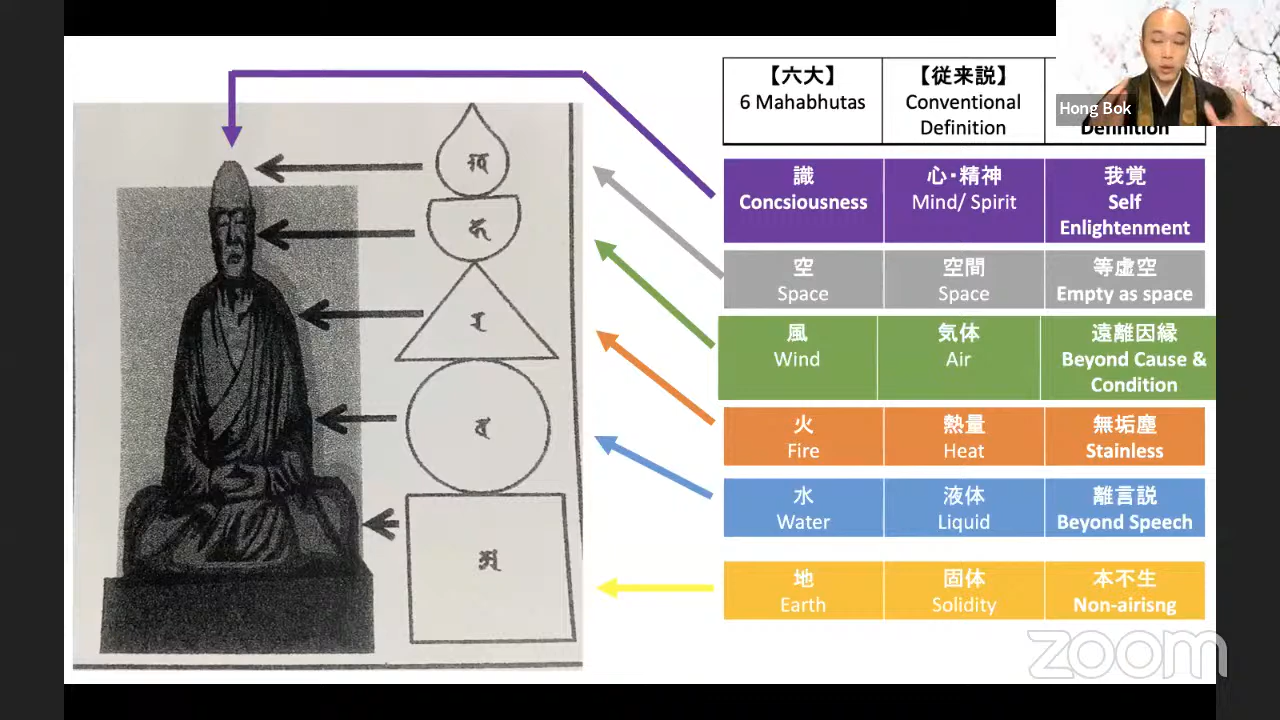 【六大】
6 Mahabhutas
【従来説】
Conventional
Definition
Definition
Hong Bok
識
Concsiousness
心・精神
Mind/ Spirit
我覚
Self
Enlightenment
空
Space
空間
Space
等虚空
Empty as space
風
Wind
気体
Air
遠離因縁
Beyond Cause &
Condition
火
Fire
熱量
Heat
無垢塵
Stainless
水
Water
液体
Liquid
離言説
Beyond Speech
地
Earth
固体
Solidity
本不生
Non-airisng
zoom